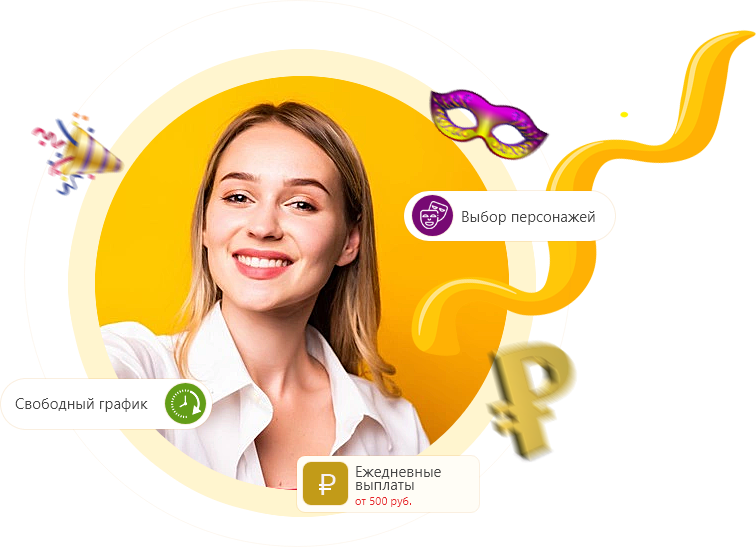 Выбор персонажей
Свободный график
₽
Ежедневные
выплаты
от 500 руб.